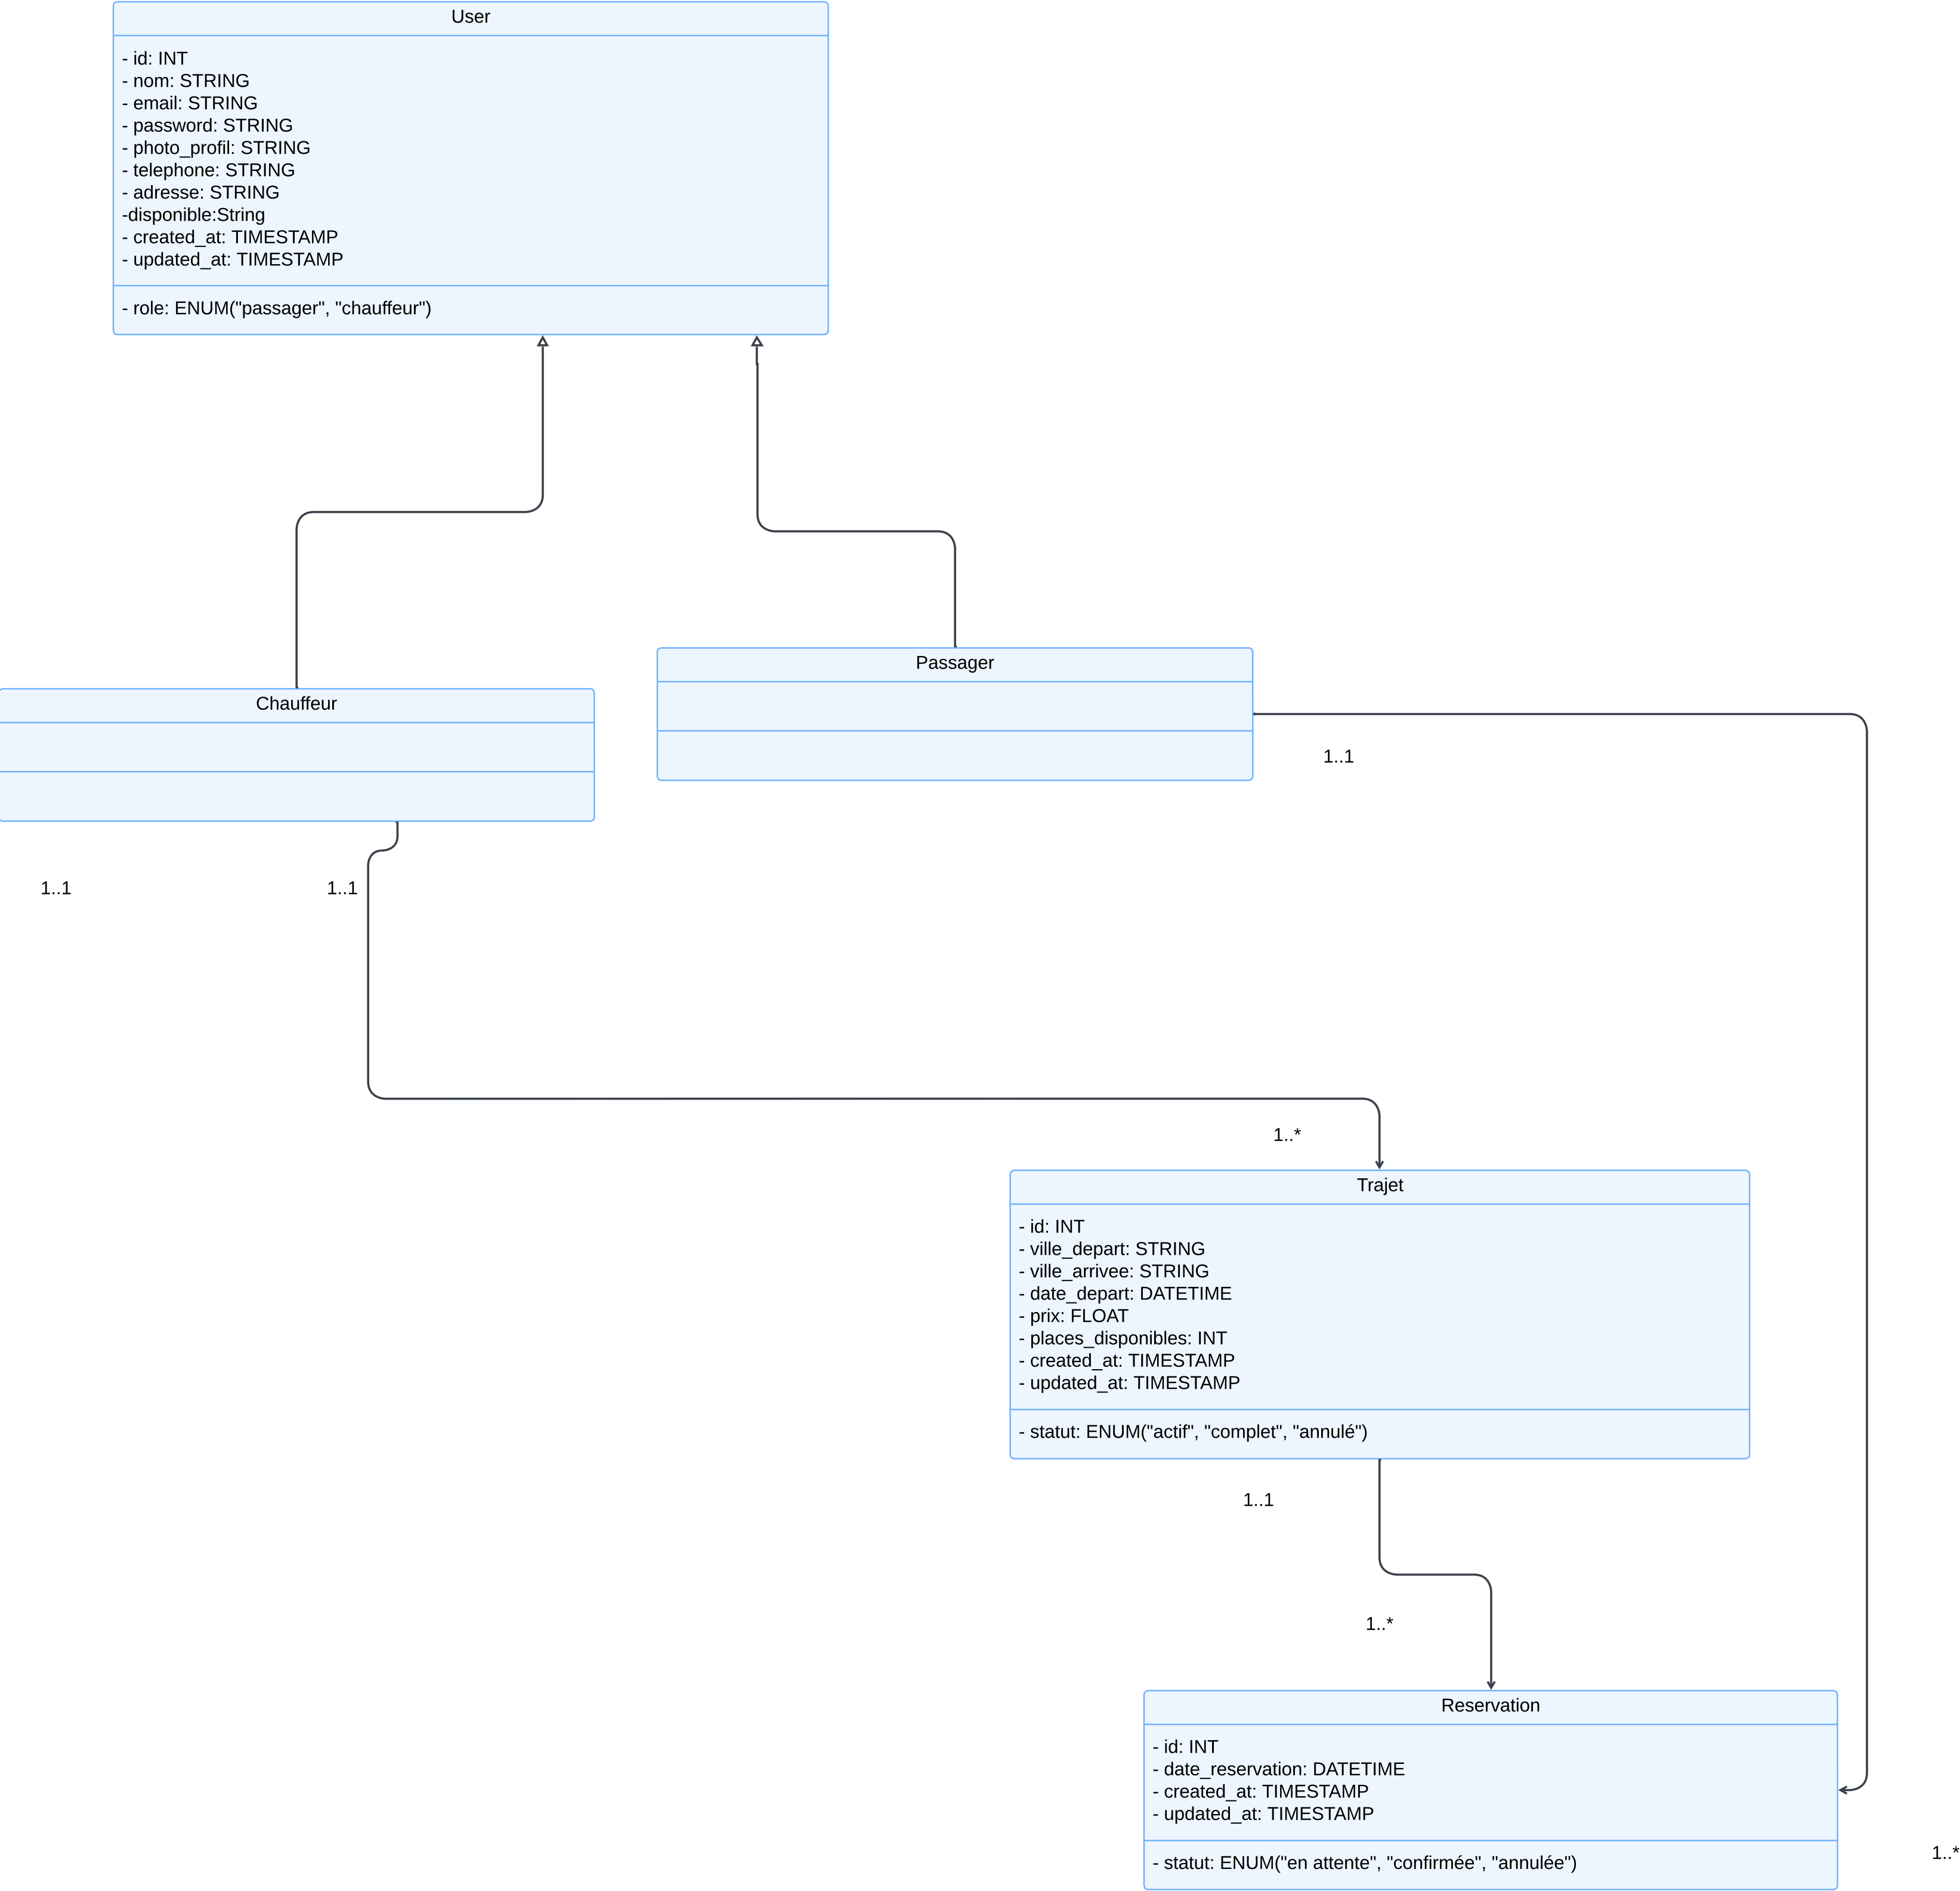 User
- id: INT
- nom: STRING
- email: STRING
- password: STRING
- photo_profil: STRING
- telephone: STRING
- adresse: STRING
-disponible:String
- created_at: TIMESTAMP
- updated_at: TIMESTAMP
- role: ENUM("passager", "chauffeur")
Passager
Chauffeur
1..1
1..1
1..1
1..*
Trajet
- id: INT
- ville_depart: STRING
- ville_arrivee: STRING
- date_depart: DATETIME
- prix: FLOAT
- places_disponibles: INT
- created_at: TIMESTAMP
- updated_at: TIMESTAMP
- statut: ENUM("actif", "complet", "annulé")
1..1
1..*
Reservation
- id: INT
- date_reservation: DATETIME
- created_at: TIMESTAMP
- updated_at: TIMESTAMP
- statut: ENUM("en attente", "confirmée", "annulée")
1..*